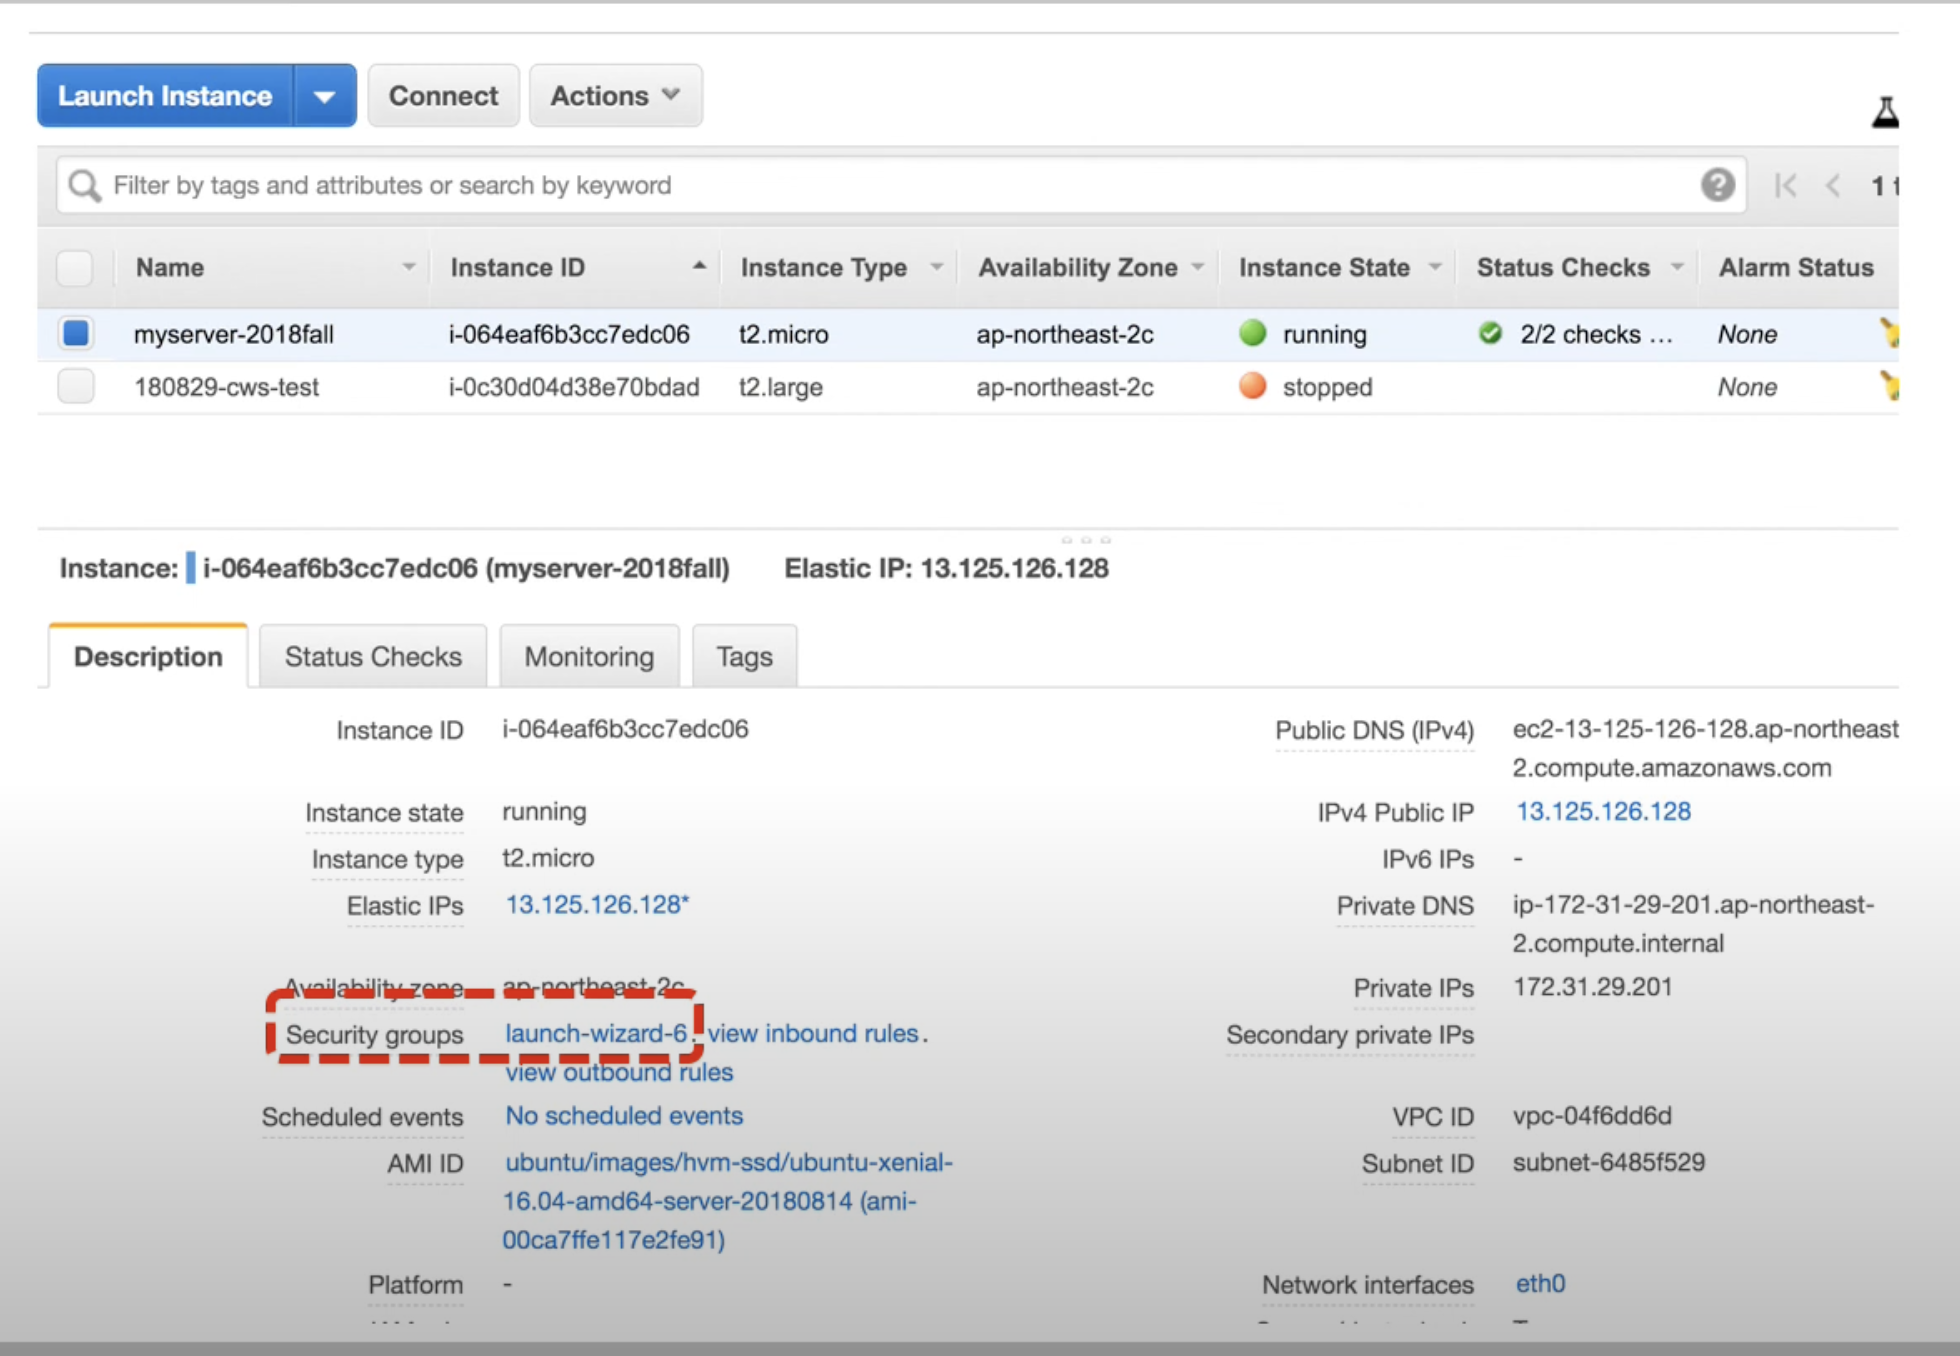 Launch Instance Connect Actions
Filter by tags and attributes or search by keyword 1 t
Name Instance ID Instance Type Availability Zone Instance State Status Checks Alarm Status
myserver-2018fall i-064eaf6b3cc7edc06 t2.micro ap-northeast-2c running 2/2 checks ... None
180829-cws-test i-0c30d04d38e70bdad t2.large ap-northeast-2c stopped None
Instance: i-064eaf6b3cc7edc06 (myserver-2018fall) Elastic IP: 13.125.126.128
Description Status Checks Monitoring Tags
Instance ID i-064eaf6b3cc7edc06 Public DNS (IPv4) ec2-13-125-126-128.ap-northeast
2.compute.amazonaws.com
Instance state running IPv4 Public IP 13.125.126.128
Instance type t2.micro IPv6 IPs -
Elastic IPs 13.125.126.128* Private DNS ip-172-31-29-201.ap-northeast-
2.compute.internal
Availability zone ap-northeast-2c Private IPs 172.31.29.201
Security groups launch-wizard-6. view inbound rules. Secondary private IPs
view outbound rules
Scheduled events No scheduled events VPC ID vpc-04f6dd6d
AMI ID ubuntu/images/hvm-ssd/ubuntu-xenial- Subnet ID subnet-6485f529
16.04-amd64-server-20180814 (ami-
00ca7ffe117e2fe91)
Platform - Network interfaces eth0